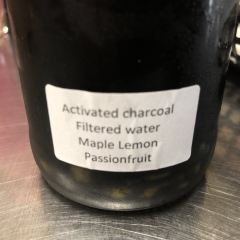 Activated charcoal
Filtered water
Maple Lemon
Passionfruit